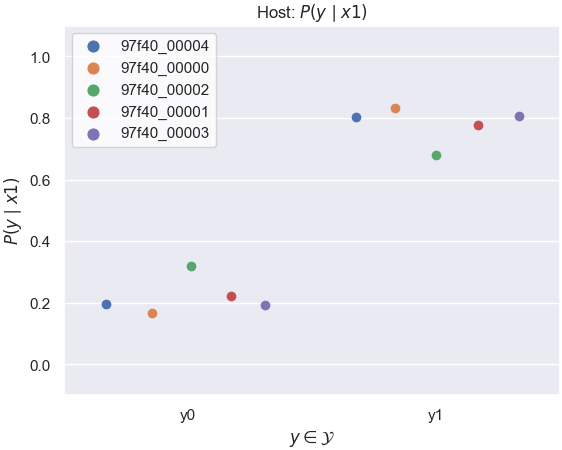 Host: P(y | x1)
97f40_00004
97f40_00000
97f40_00002
97f40_00001
97f40_00003
1.0
0.8
0.6
0.4
0.2
0.0
P(y | x1)
y0 y1
y ∈ 𝒴